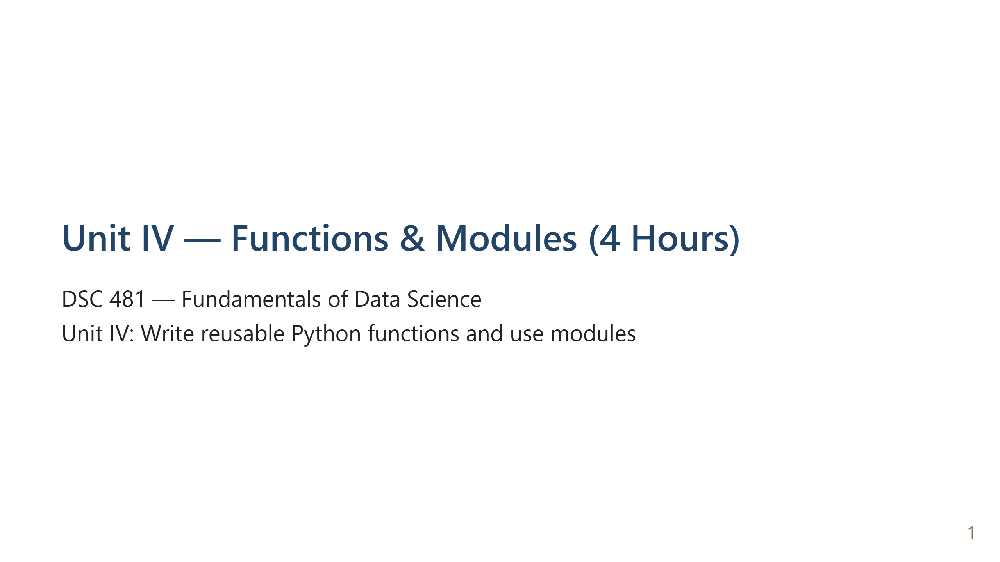 Unit IV — Functions & Modules (4 Hours)
DSC 481 — Fundamentals of Data Science
Unit IV: Write reusable Python functions and use modules
1